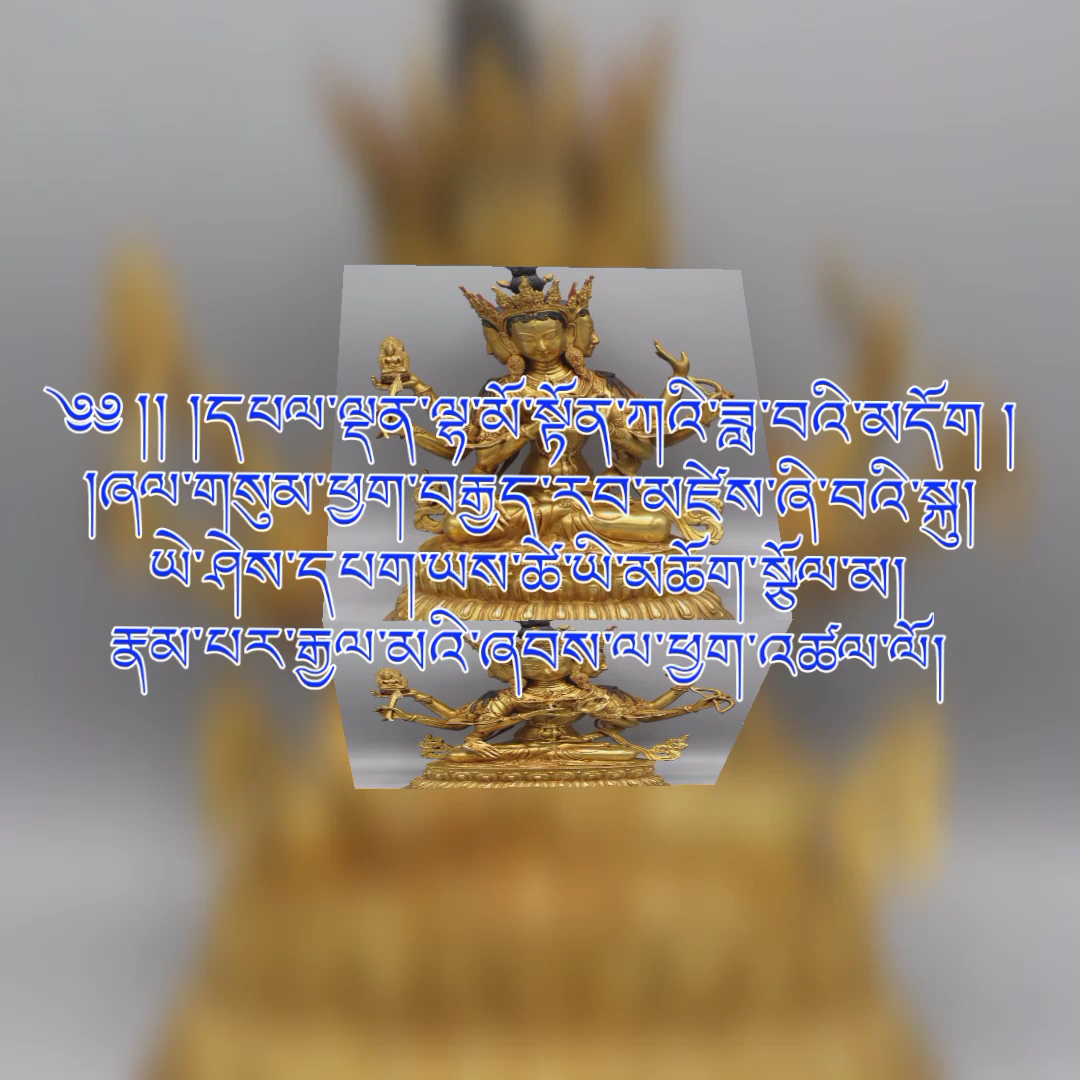 ༄༅།། །དཔལ་ལྡན་ལྷ་མོ་སྟོན་ཀའི་ཟླ་བའི་མདོག །
།ཞལ་གསུམ་ཕྱག་བརྒྱད་རབ་མཛེས་ཞི་བའི་སྐུ།
ཡེ་ཤེས་དཔག་ཡས་ཚེ་ཡི་མཆོག་སྩོལ་མ།
རྣམ་པར་རྒྱལ་མའི་ཞབས་ལ་ཕྱག་འཚལ་ལོ།